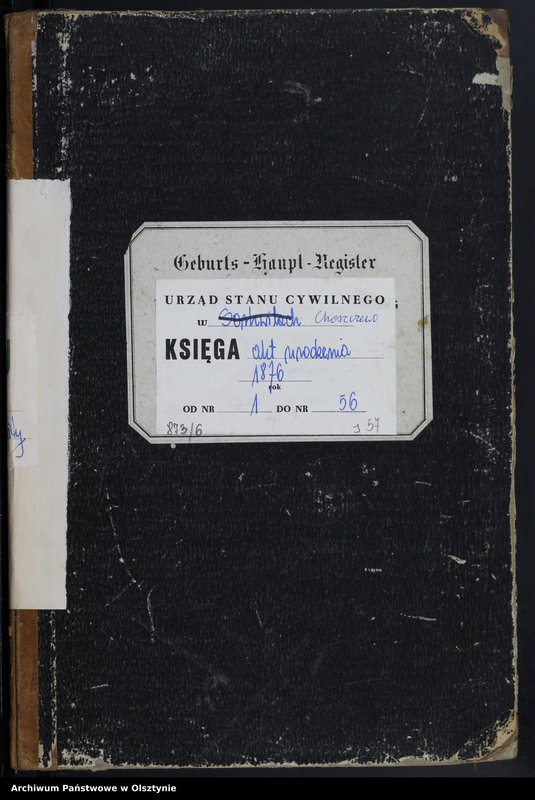 Geburts-Haupt-Register
URZĄD STANU CYWILNEGO
w Choszczewo
KSIĘGA akt urodzenia
1876
rok
OD NR 1 DO NR 56
873/6
57
Archiwum Państwowe w Olsztynie